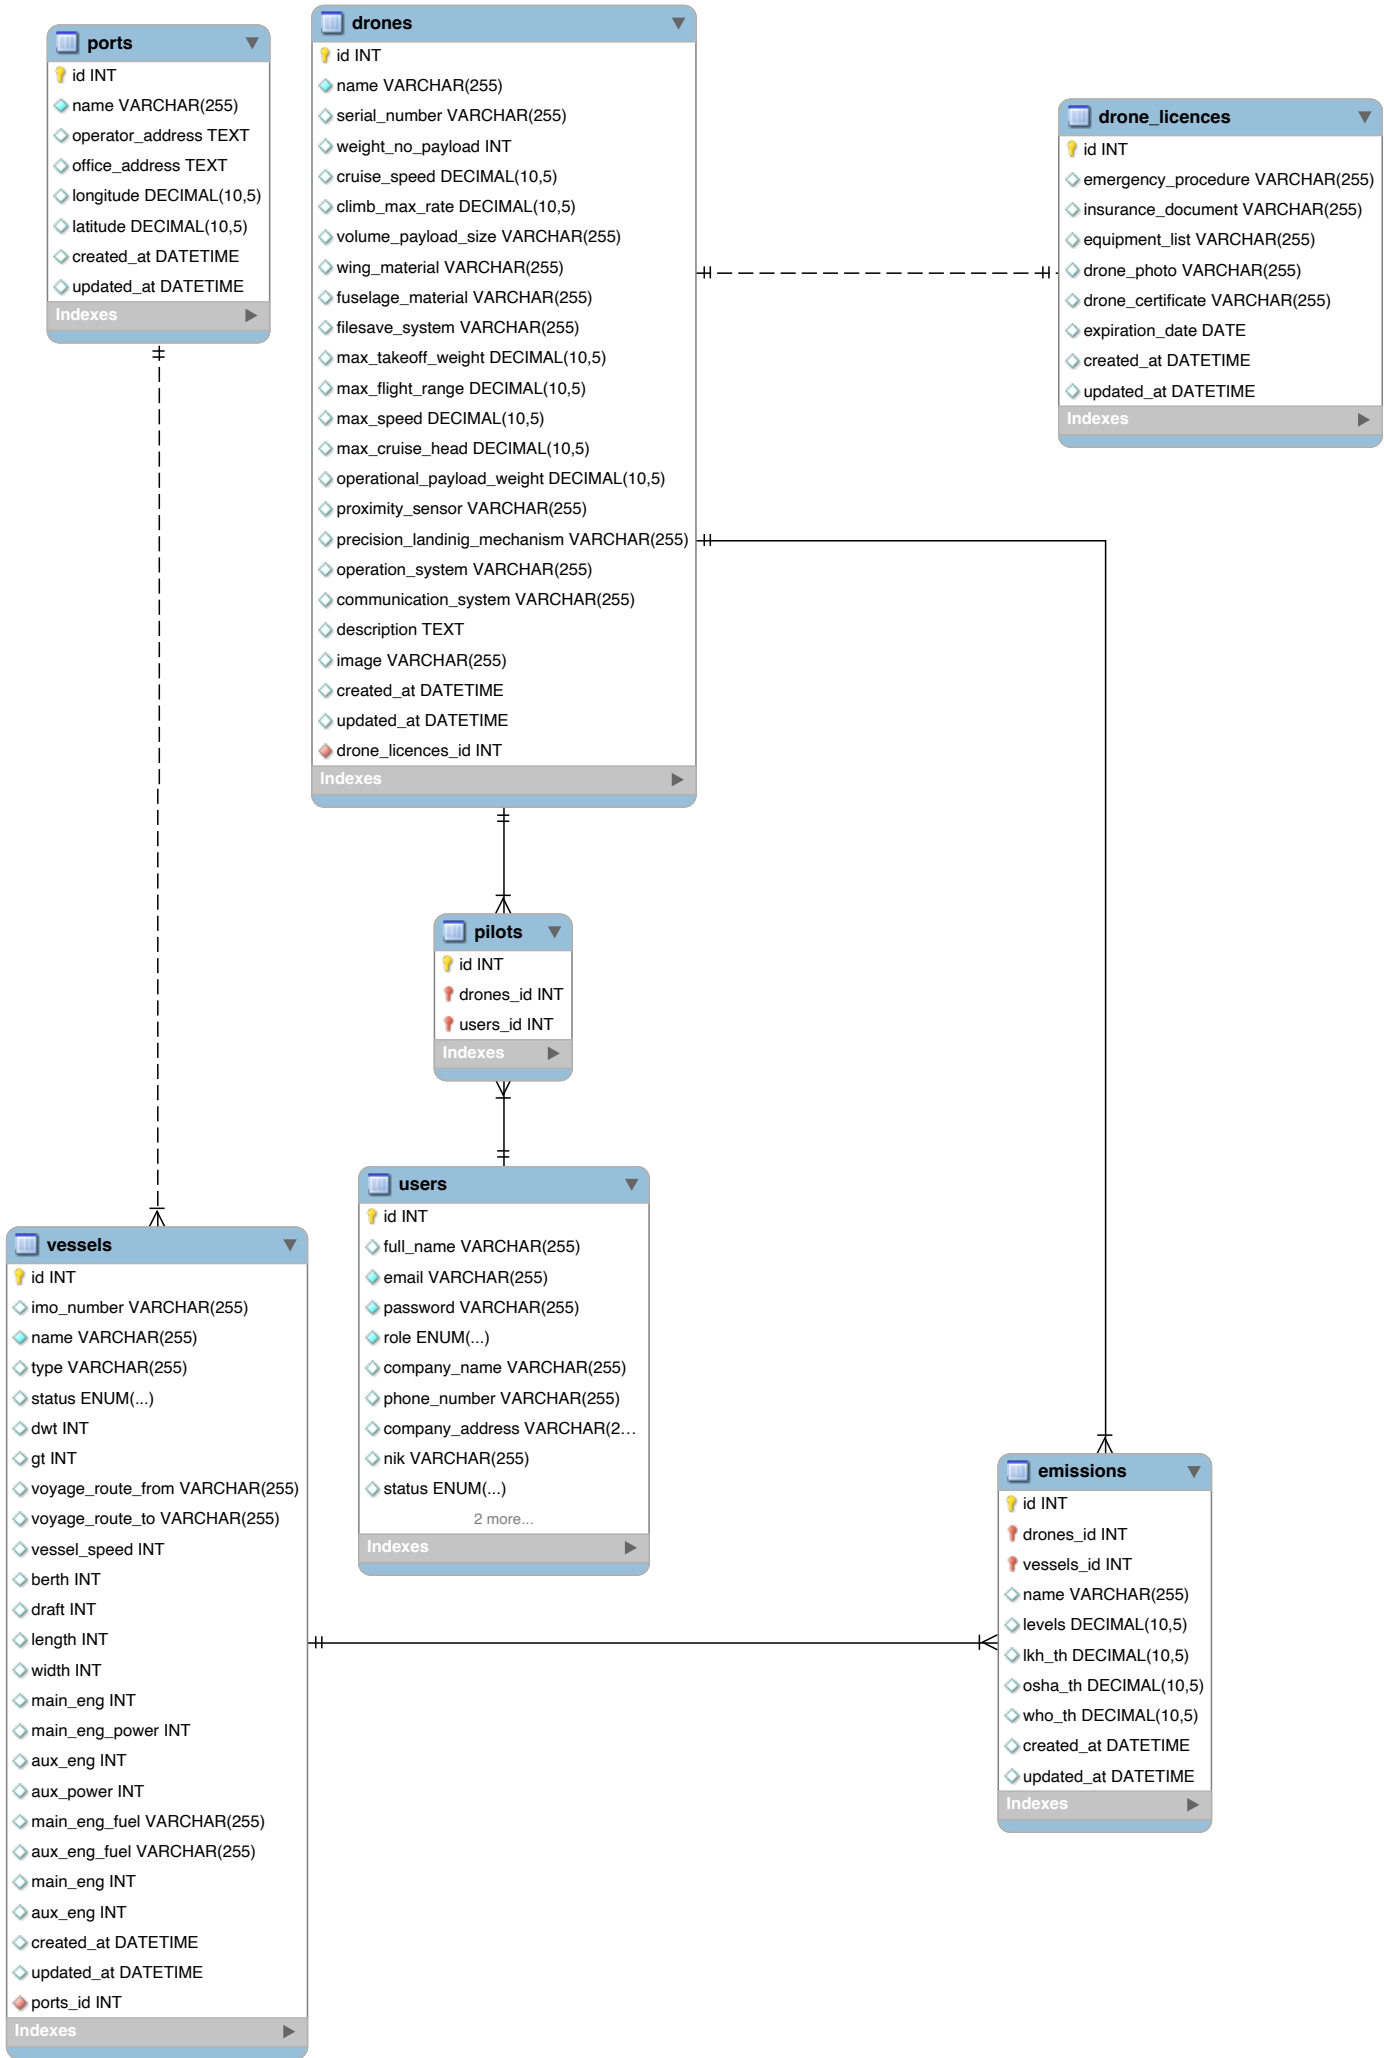 ports
id INT
name VARCHAR(255)
operator_address TEXT
office_address TEXT
longitude DECIMAL(10,5)
latitude DECIMAL(10,5)
created_at DATETIME
updated_at DATETIME
Indexes
drones
id INT
name VARCHAR(255)
serial_number VARCHAR(255)
weight_no_payload INT
cruise_speed DECIMAL(10,5)
climb_max_rate DECIMAL(10,5)
volume_payload_size VARCHAR(255)
wing_material VARCHAR(255)
fuselage_material VARCHAR(255)
filesave_system VARCHAR(255)
max_takeoff_weight DECIMAL(10,5)
max_flight_range DECIMAL(10,5)
max_speed DECIMAL(10,5)
max_cruise_head DECIMAL(10,5)
operational_payload_weight DECIMAL(10,5)
proximity_sensor VARCHAR(255)
precision_landinig_mechanism VARCHAR(255)
operation_system VARCHAR(255)
communication_system VARCHAR(255)
description TEXT
image VARCHAR(255)
created_at DATETIME
updated_at DATETIME
drone_licences_id INT
Indexes
drone_licences
id INT
emergency_procedure VARCHAR(255)
insurance_document VARCHAR(255)
equipment_list VARCHAR(255)
drone_photo VARCHAR(255)
drone_certificate VARCHAR(255)
expiration_date DATE
created_at DATETIME
updated_at DATETIME
Indexes
pilots
id INT
drones_id INT
users_id INT
Indexes
users
id INT
full_name VARCHAR(255)
email VARCHAR(255)
password VARCHAR(255)
role ENUM(...)
company_name VARCHAR(255)
phone_number VARCHAR(255)
company_address VARCHAR(2...
nik VARCHAR(255)
status ENUM(...)
2 more...
Indexes
vessels
id INT
imo_number VARCHAR(255)
name VARCHAR(255)
type VARCHAR(255)
status ENUM(...)
dwt INT
gt INT
voyage_route_from VARCHAR(255)
voyage_route_to VARCHAR(255)
vessel_speed INT
berth INT
draft INT
length INT
width INT
main_eng INT
main_eng_power INT
aux_eng INT
aux_power INT
main_eng_fuel VARCHAR(255)
aux_eng_fuel VARCHAR(255)
main_eng INT
aux_eng INT
created_at DATETIME
updated_at DATETIME
ports_id INT
Indexes
emissions
id INT
drones_id INT
vessels_id INT
name VARCHAR(255)
levels DECIMAL(10,5)
lkh_th DECIMAL(10,5)
osha_th DECIMAL(10,5)
who_th DECIMAL(10,5)
created_at DATETIME
updated_at DATETIME
Indexes